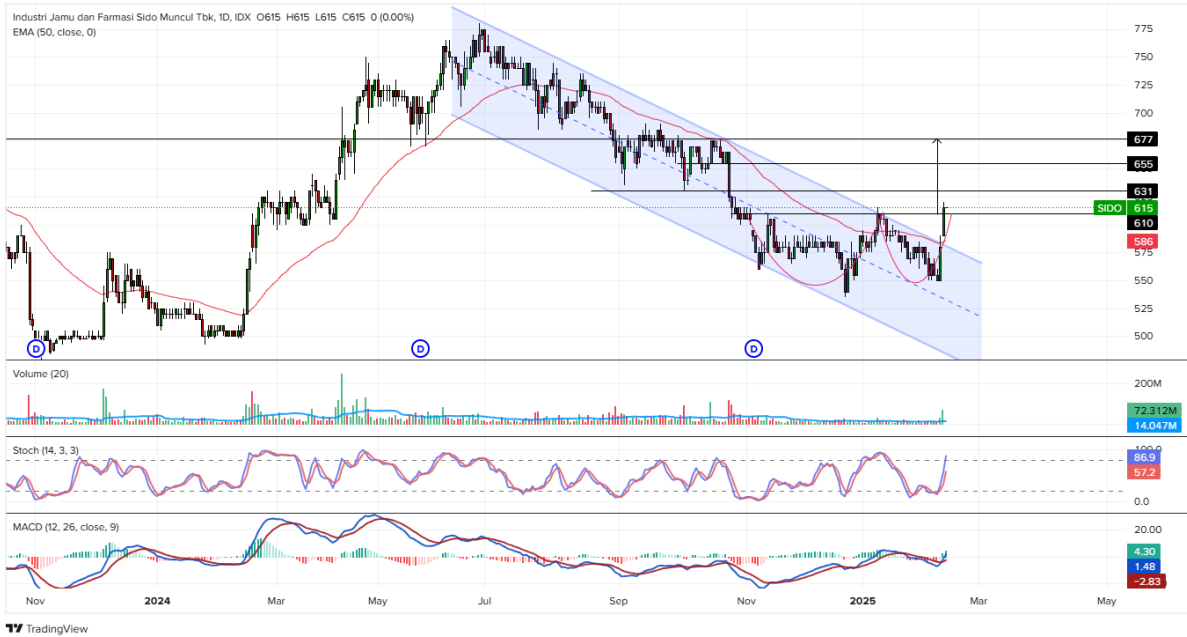 Industri Jamu dan Farmasi Sido Muncul Tbk, 1D, IDX O615 H615 L615 C615 0 (0.00%)
EMA (50, close, 0)
775
750
725
700
677
655
631
SIDO 615
610
586
575
550
525
500
D D D
Volume (20)
200M
72.312M
14.047M
Stoch (14, 3, 3)
100.0
86.9
57.2
0.0
MACD (12, 26, close, 9)
20.00
4.30
1.48
−2.83
Nov 2024 Mar May Jul Sep Nov 2025 Mar May
TradingView